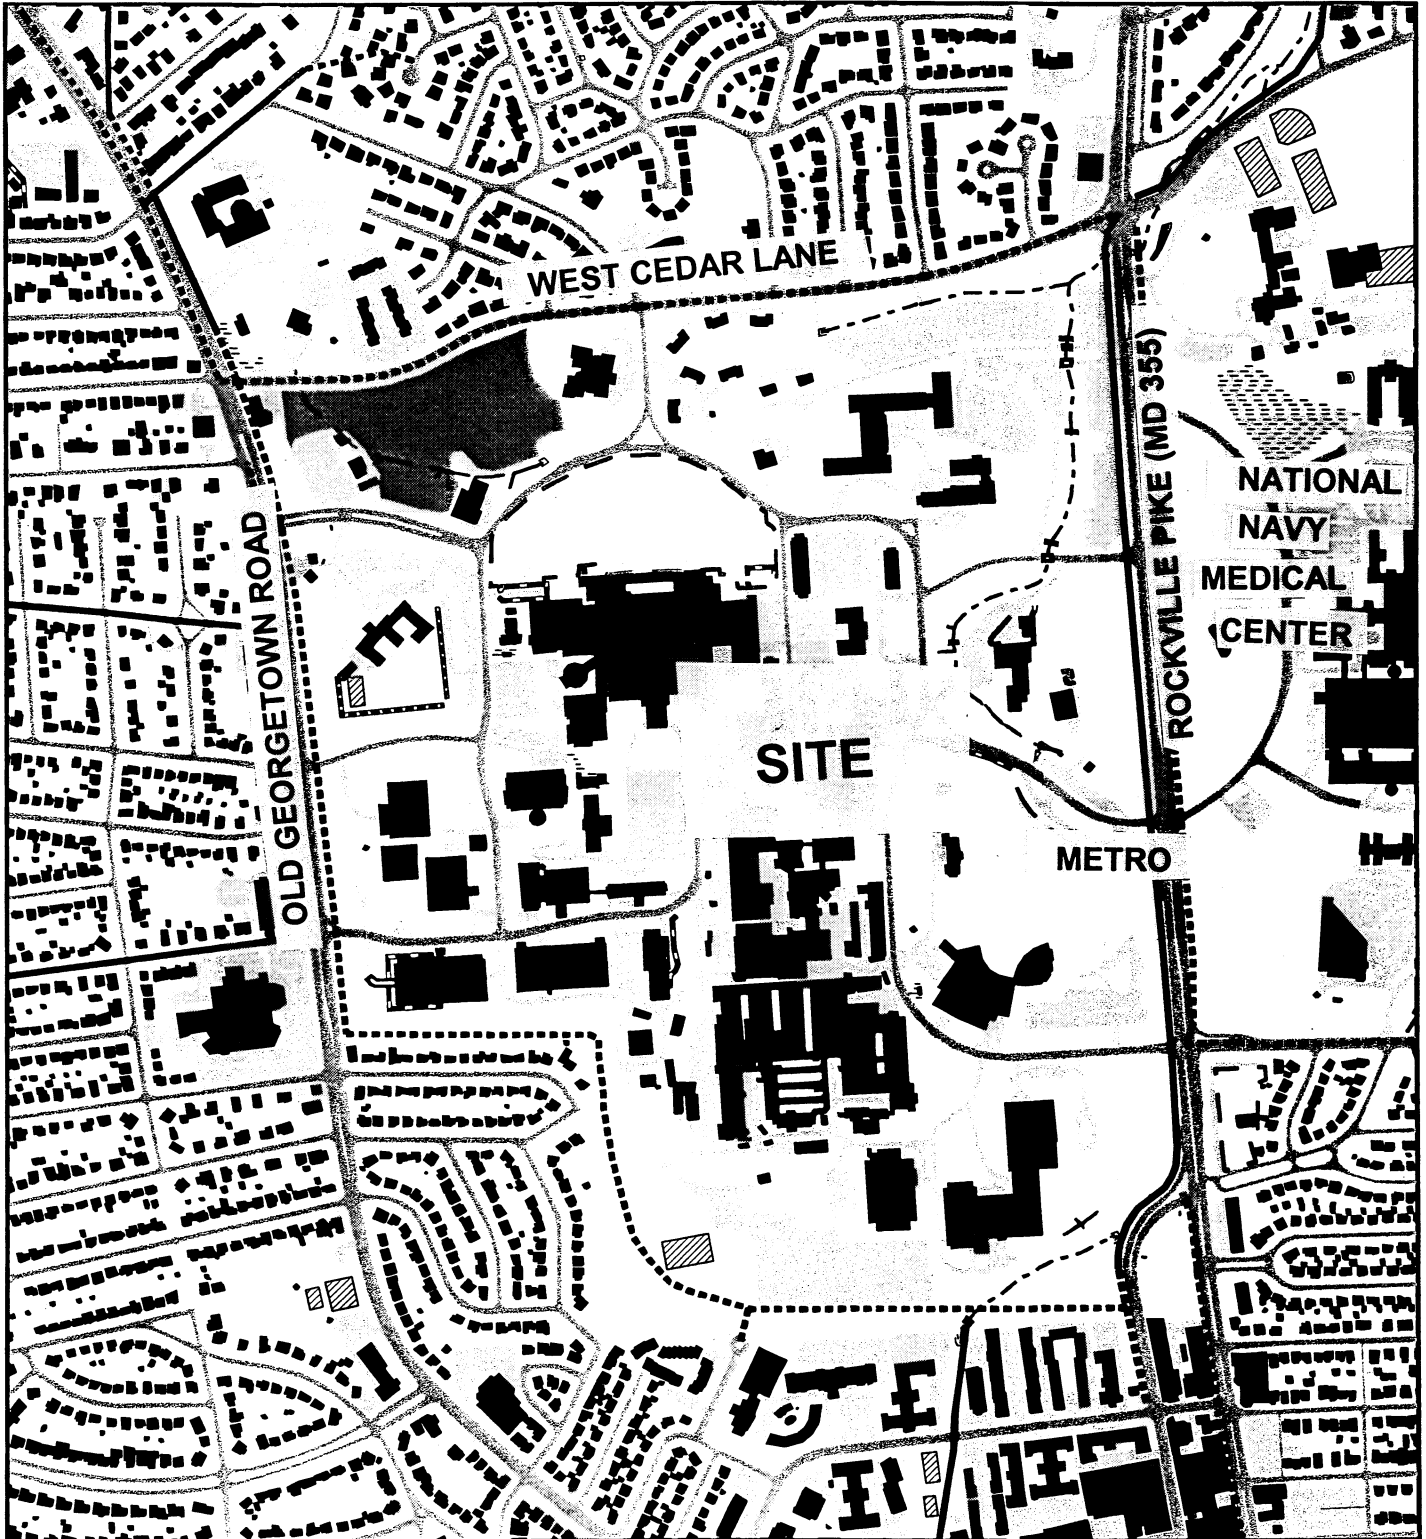 WEST CEDAR LANE
ROCKVILLE PIKE (MD 355)
NATIONAL
NAVY
MEDICAL
CENTER
OLD GEORGETOWN ROAD
SITE
METRO